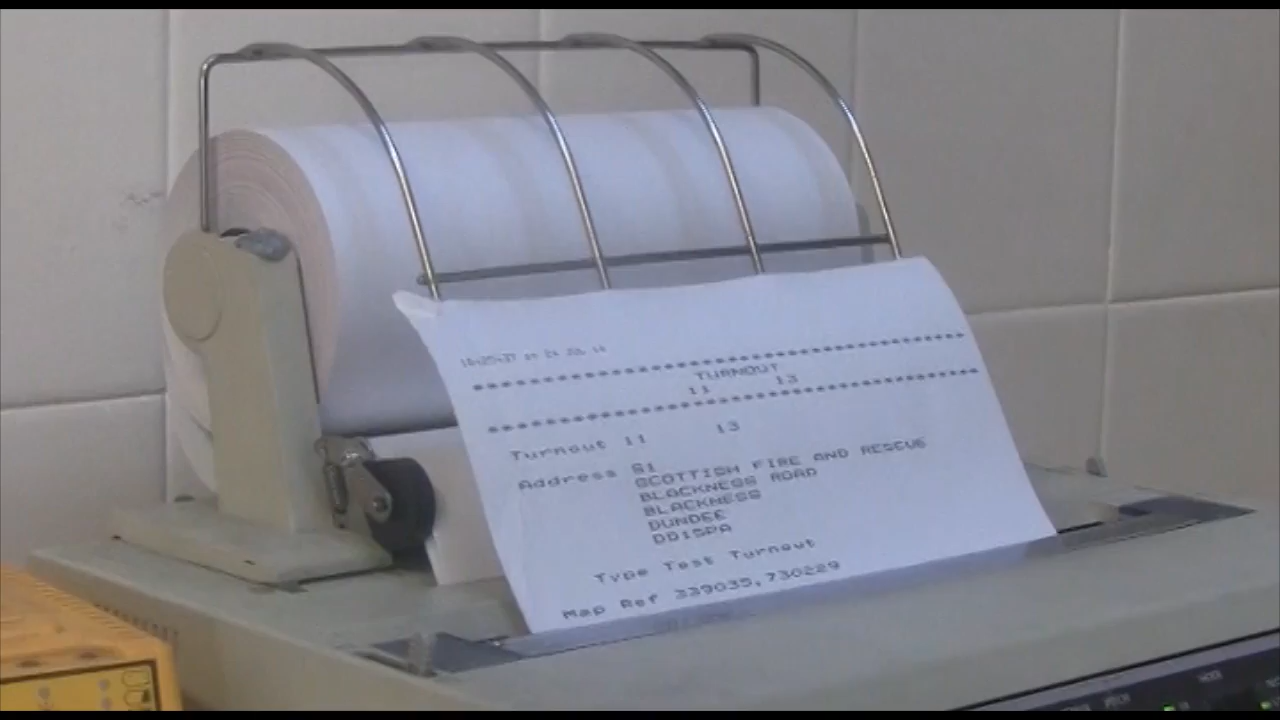 TURNOUT
11 13
Turnout 11 13
Address 61
SCOTTISH FIRE AND RESCUE
BLACKNESS ROAD
BLACKNESS
DUNDEE
DD15PA
Type Test Turnout
Map Ref 339039,730229